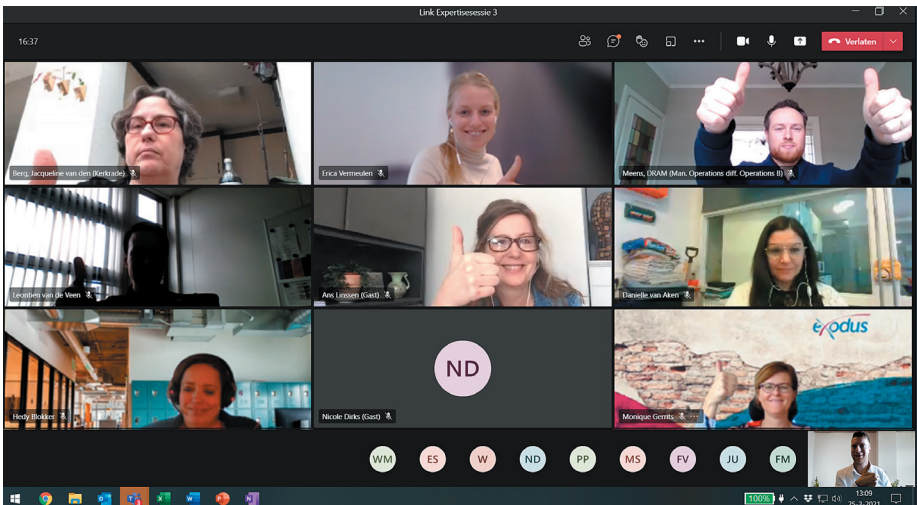 Link Expertisesessie 3
16:37
Verlaten
Berg, Jacqueline van den (Kerkrade)
Erica Vermeulen
Meens, DRAM (Man. Operations diff. Operations B)
Leontien van de Veen
Ans Linssen (Gast)
Daniëlle van Aken
èxodus
Hedy Blokker
ND
Nicole Dirks (Gast)
Monique Gerrits
WM
ES
W
ND
PP
MS
FV
JU
FM
100%
13:09
25-3-2021